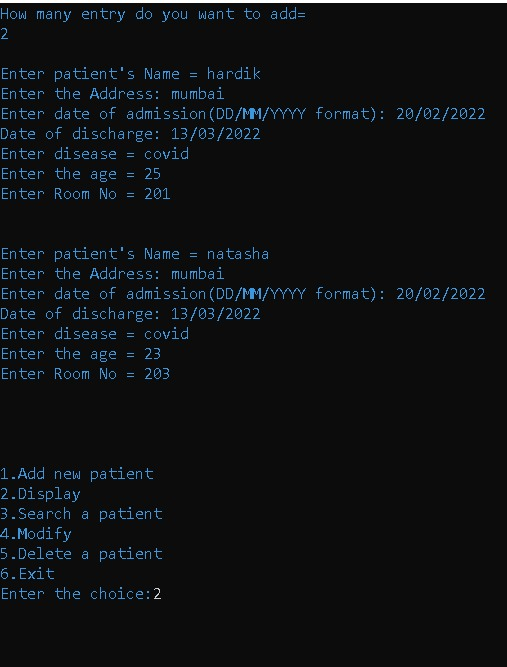 How many entry do you want to add=
2
Enter patient's Name = hardik
Enter the Address: mumbai
Enter date of admission(DD/MM/YYYY format): 20/02/2022
Date of discharge: 13/03/2022
Enter disease = covid
Enter the age = 25
Enter Room No = 201
Enter patient's Name = natasha
Enter the Address: mumbai
Enter date of admission(DD/MM/YYYY format): 20/02/2022
Date of discharge: 13/03/2022
Enter disease = covid
Enter the age = 23
Enter Room No = 203
1.Add new patient
2.Display
3.Search a patient
4.Modify
5.Delete a patient
6.Exit
Enter the choice:2